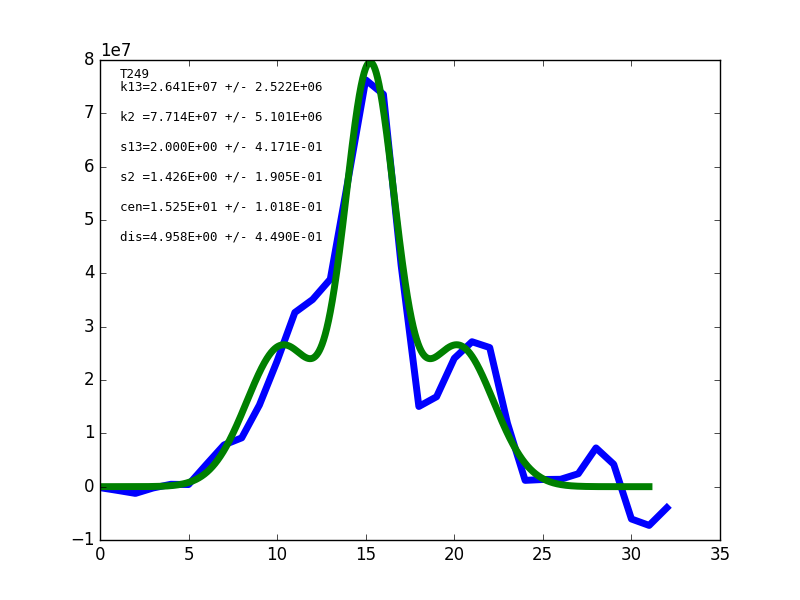 1e7
8
T249
k13=2.641E+07 +/- 2.522E+06
7
k2 =7.714E+07 +/- 5.101E+06
s13=2.000E+00 +/- 4.171E-01
6
s2 =1.426E+00 +/- 1.905E-01
cen=1.525E+01 +/- 1.018E-01
5
dis=4.958E+00 +/- 4.490E-01
4
3
2
1
0
−1
0 5 10 15 20 25 30 35